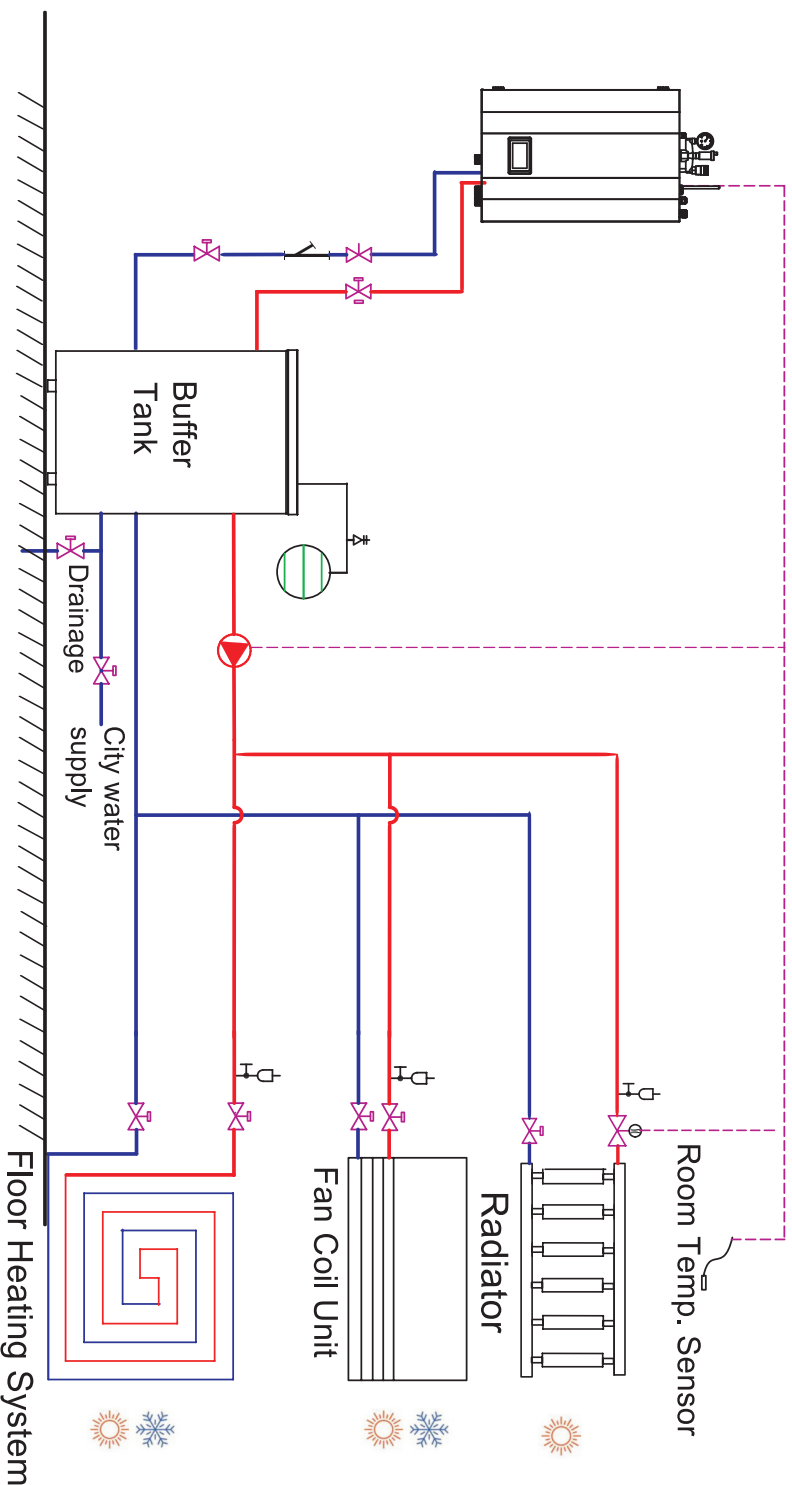 Buffer
Tank
Drainage
City water
supply
Room Temp. Sensor
Radiator
Fan Coil Unit
Floor Heating System